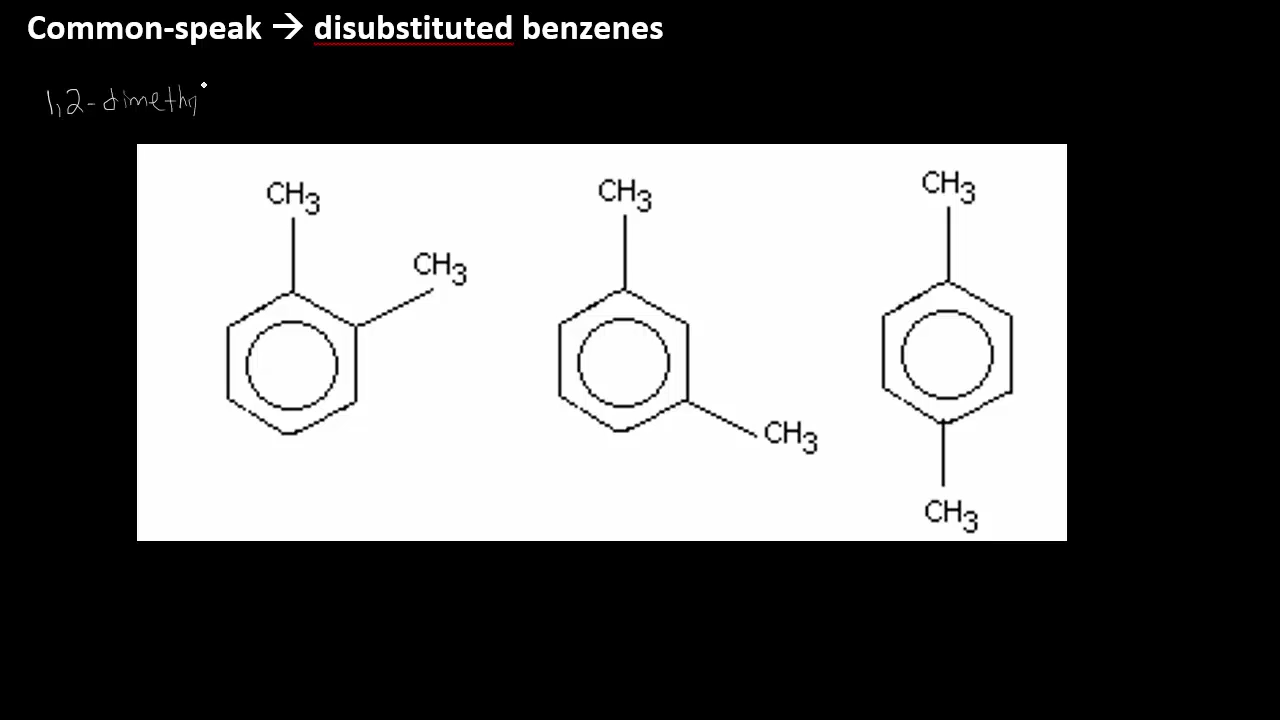 Common-speak → disubstituted benzenes
1,2-dimethy
CH3
CH3
CH3
CH3
CH3
CH3